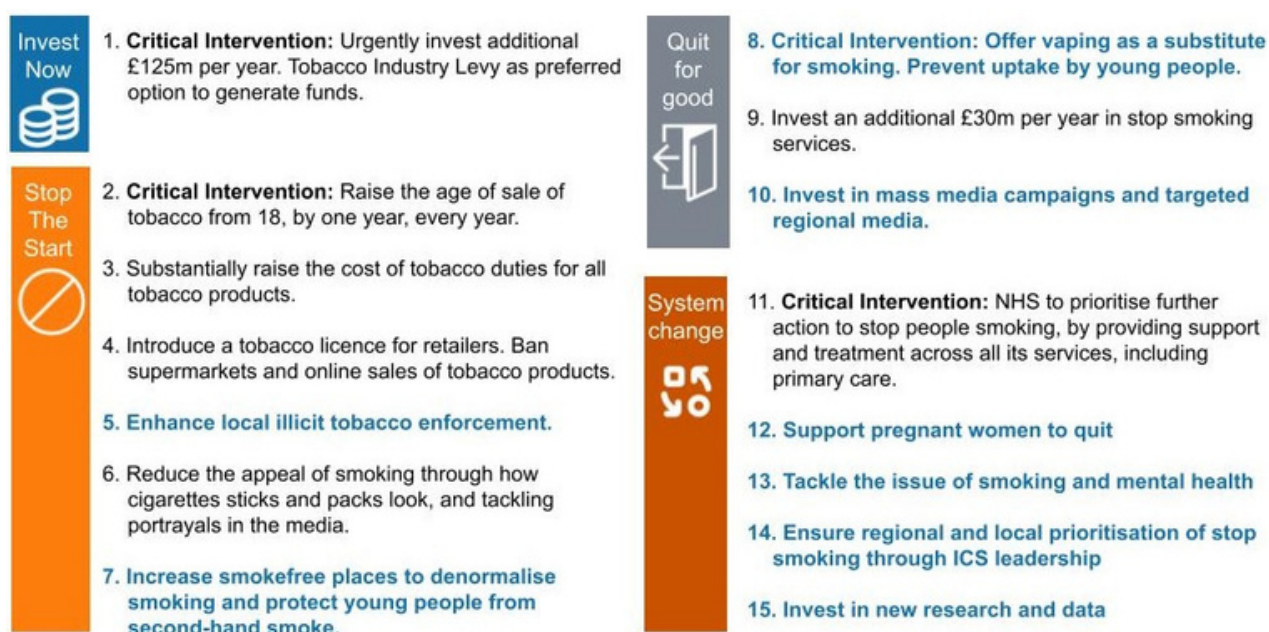 Invest
Now
1. Critical Intervention: Urgently invest additional
£125m per year. Tobacco Industry Levy as preferred
option to generate funds.
Stop
The
Start
2. Critical Intervention: Raise the age of sale of
tobacco from 18, by one year, every year.
3. Substantially raise the cost of tobacco duties for all
tobacco products.
4. Introduce a tobacco licence for retailers. Ban
supermarkets and online sales of tobacco products.
5. Enhance local illicit tobacco enforcement.
6. Reduce the appeal of smoking through how
cigarettes sticks and packs look, and tackling
portrayals in the media.
7. Increase smokefree places to denormalise
smoking and protect young people from
second-hand smoke.
Quit
for
good
8. Critical Intervention: Offer vaping as a substitute
for smoking. Prevent uptake by young people.
9. Invest an additional £30m per year in stop smoking
services.
10. Invest in mass media campaigns and targeted
regional media.
System
change
11. Critical Intervention: NHS to prioritise further
action to stop people smoking, by providing support
and treatment across all its services, including
primary care.
12. Support pregnant women to quit
13. Tackle the issue of smoking and mental health
14. Ensure regional and local prioritisation of stop
smoking through ICS leadership
15. Invest in new research and data